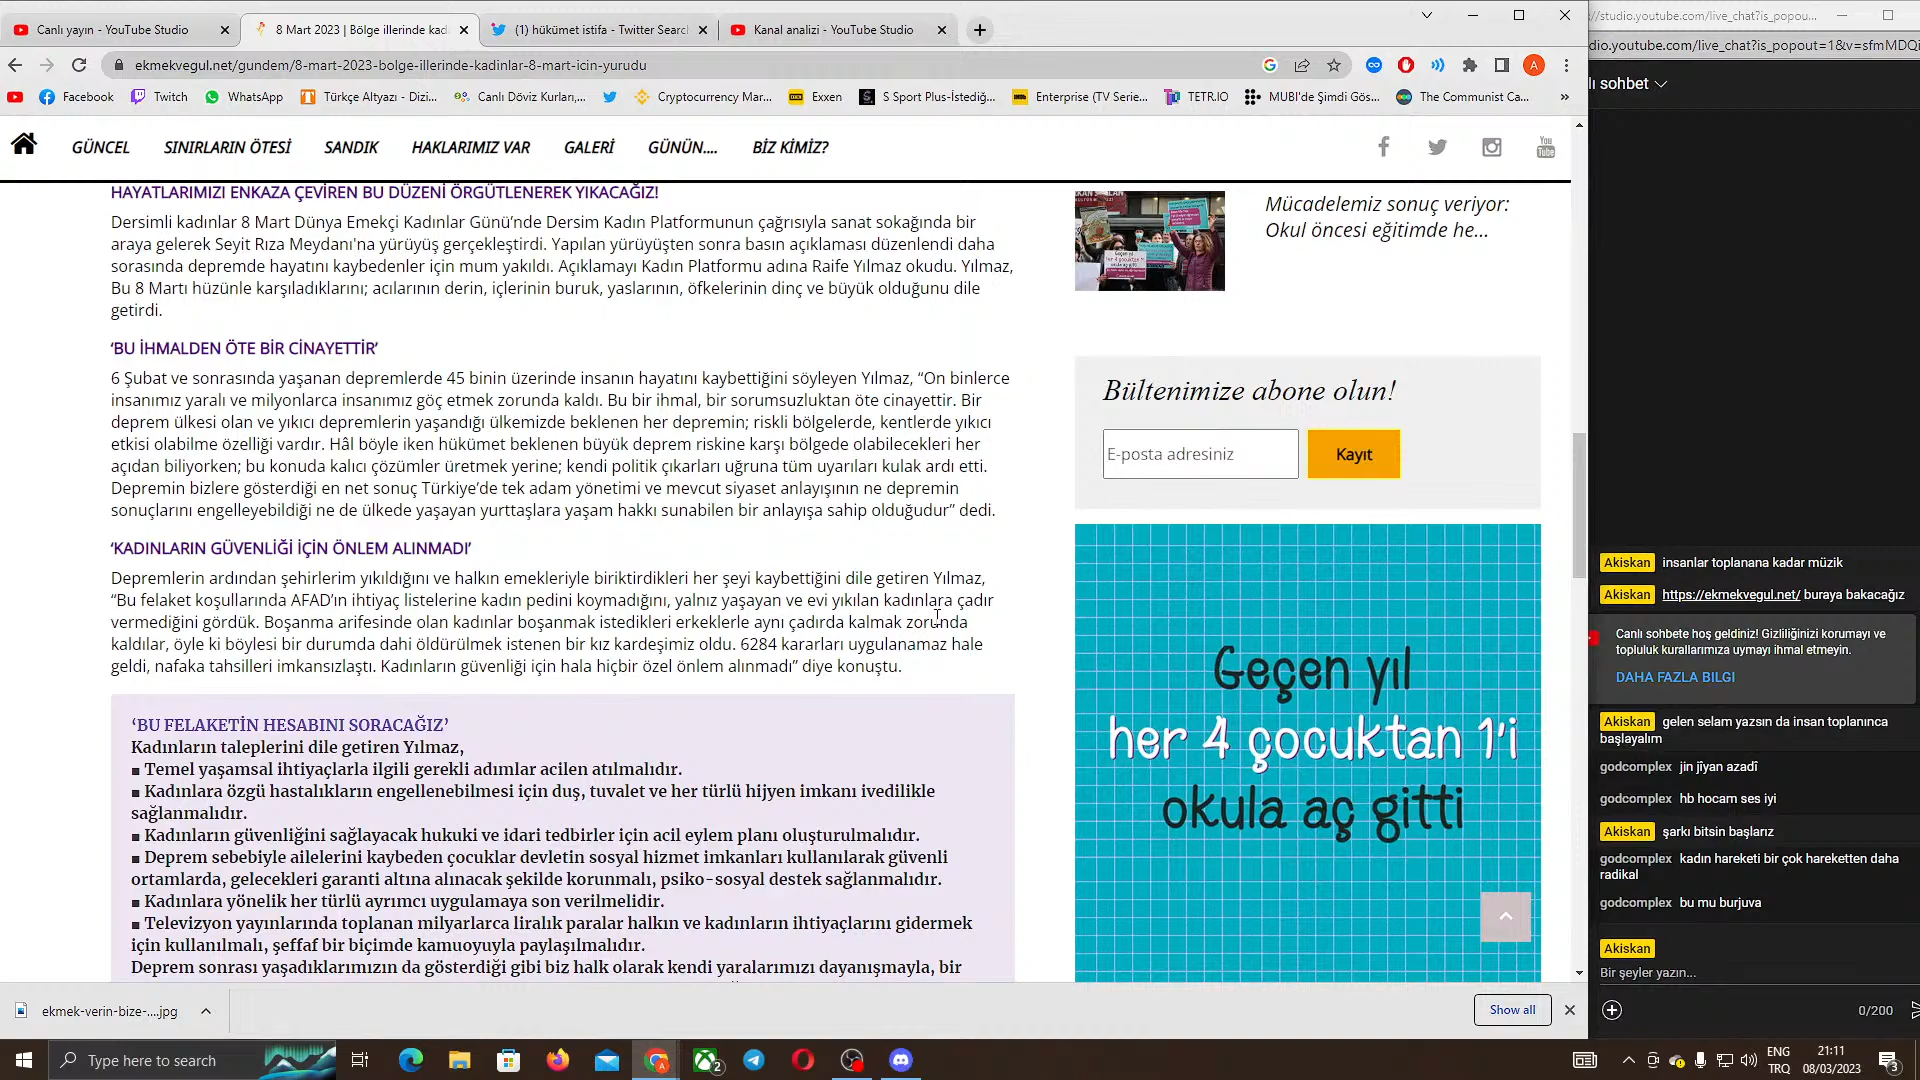 Canlı yayın - YouTube Studio
8 Mart 2023 | Bölge illerinde kad
(1) hükümet istifa - Twitter Searc
Kanal analizi - YouTube Studio
/studio.youtube.com/live_chat?is_popou...
ekmekvegul.net/gundem/8-mart-2023-bolge-illerinde-kadinlar-8-mart-icin-yurudu
A
dio.youtube.com/live_chat?is_popout=1&v=sfmMDQi
Facebook
Twitch
WhatsApp
Türkçe Altyazı - Dizi...
Canlı Döviz Kurları,...
Cryptocurrency Mar...
Exxen
S Sport Plus-İstediğ...
Enterprise (TV Serie...
TETR.IO
MUBI'de Şimdi Gös...
The Communist Ca...
»
lı sohbet
GÜNCEL
SINIRLARIN ÖTESİ
SANDIK
HAKLARIMIZ VAR
GALERİ
GÜNÜN....
BİZ KİMİZ?
You Tube
HAYATLARIMIZI ENKAZA ÇEVİREN BU DÜZENİ ÖRGÜTLENEREK YIKACAĞIZ!
Dersimli kadınlar 8 Mart Dünya Emekçi Kadınlar Günü'nde Dersim Kadın Platformunun çağrısıyla sanat sokağında bir
araya gelerek Seyit Rıza Meydanı'na yürüyüş gerçekleştirdi. Yapılan yürüyüşten sonra basın açıklaması düzenlendi daha
sorasında depremde hayatını kaybedenler için mum yakıldı. Açıklamayı Kadın Platformu adına Raife Yılmaz okudu. Yılmaz,
Bu 8 Martı hüzünle karşıladıklarını; acılarının derin, içlerinin buruk, yaslarının, öfkelerinin dinç ve büyük olduğunu dile
getirdi.
'BU İHMALDEN ÖTE BİR CİNAYETTİR'
6 Şubat ve sonrasında yaşanan depremlerde 45 binin üzerinde insanın hayatını kaybettiğini söyleyen Yılmaz, "On binlerce
insanımız yaralı ve milyonlarca insanımız göç etmek zorunda kaldı. Bu bir ihmal, bir sorumsuzluktan öte cinayettir. Bir
deprem ülkesi olan ve yıkıcı depremlerin yaşandığı ülkemizde beklenen her depremin; riskli bölgelerde, kentlerde yıkıcı
etkisi olabilme özelliği vardır. Hâl böyle iken hükümet beklenen büyük deprem riskine karşı bölgede olabilecekleri her
açıdan biliyorken; bu konuda kalıcı çözümler üretmek yerine; kendi politik çıkarları uğruna tüm uyarıları kulak ardı etti.
Depremin bizlere gösterdiği en net sonuç Türkiye'de tek adam yönetimi ve mevcut siyaset anlayışının ne depremin
sonuçlarını engelleyebildiği ne de ülkede yaşayan yurttaşlara yaşam hakkı sunabilen bir anlayışa sahip olduğudur" dedi.
'KADINLARIN GÜVENLİĞİ İÇİN ÖNLEM ALINMADI'
Depremlerin ardından şehirlerim yıkıldığını ve halkın emekleriyle biriktirdikleri her şeyi kaybettiğini dile getiren Yılmaz,
"Bu felaket koşullarında AFAD'ın ihtiyaç listelerine kadın pedini koymadığını, yalnız yaşayan ve evi yıkılan kadınlara çadır
vermediğini gördük. Boşanma arifesinde olan kadınlar boşanmak istedikleri erkeklerle aynı çadırda kalmak zorunda
kaldılar, öyle ki böylesi bir durumda dahi öldürülmek istenen bir kız kardeşimiz oldu. 6284 kararları uygulanamaz hale
geldi, nafaka tahsilleri imkansızlaştı. Kadınların güvenliği için hala hiçbir özel önlem alınmadı" diye konuştu.
'BU FELAKETİN HESABINI SORACAĞIZ'
Kadınların taleplerini dile getiren Yılmaz,
■ Temel yaşamsal ihtiyaçlarla ilgili gerekli adımlar acilen atılmalıdır.
■ Kadınlara özgü hastalıkların engellenebilmesi için duş, tuvalet ve her türlü hijyen imkanı ivedilikle
sağlanmalıdır.
■ Kadınların güvenliğini sağlayacak hukuki ve idari tedbirler için acil eylem planı oluşturulmalıdır.
■ Deprem sebebiyle ailelerini kaybeden çocuklar devletin sosyal hizmet imkanları kullanılarak güvenli
ortamlarda, gelecekleri garanti altına alınacak şekilde korunmalı, psiko-sosyal destek sağlanmalıdır.
■ Kadınlara yönelik her türlü ayrımcı uygulamaya son verilmelidir.
■ Televizyon yayınlarında toplanan milyarlarca liralık paralar halkın ve kadınların ihtiyaçlarını gidermek
için kullanılmalı, şeffaf bir biçimde kamuoyuyla paylaşılmalıdır.
Deprem sonrası yaşadıklarımızın da gösterdiği gibi biz halk olarak kendi yaralarımızı dayanışmayla, bir
her 4 çocuktan 1'i
okula aç gitti
Mücadelemiz sonuç veriyor:
Okul öncesi eğitimde he...
Bültenimize abone olun!
E-posta adresiniz
Kayıt
Geçen yıl
her 4 çocuktan 1'i
okula aç gitti
Akiskan insanlar toplanana kadar müzik
Akiskan https://ekmekvegul.net/ buraya bakacağız
Canlı sohbete hoş geldiniz! Gizliliğinizi korumayı ve
topluluk kurallarımıza uymayı ihmal etmeyin.
DAHA FAZLA BILGI
Akiskan gelen selam yazsın da insan toplanınca
başlayalım
godcomplex jin jîyan azadî
godcomplex hb hocam ses iyi
Akiskan şarkı bitsin başlarız
godcomplex kadın hareketi bir çok hareketten daha
radikal
godcomplex bu mu burjuva
Akiskan
Bir şeyler yazın...
0/200
ekmek-verin-bize-....jpg
Show all
Type here to search
A
2
ENG
TRQ
21:11
08/03/2023
3